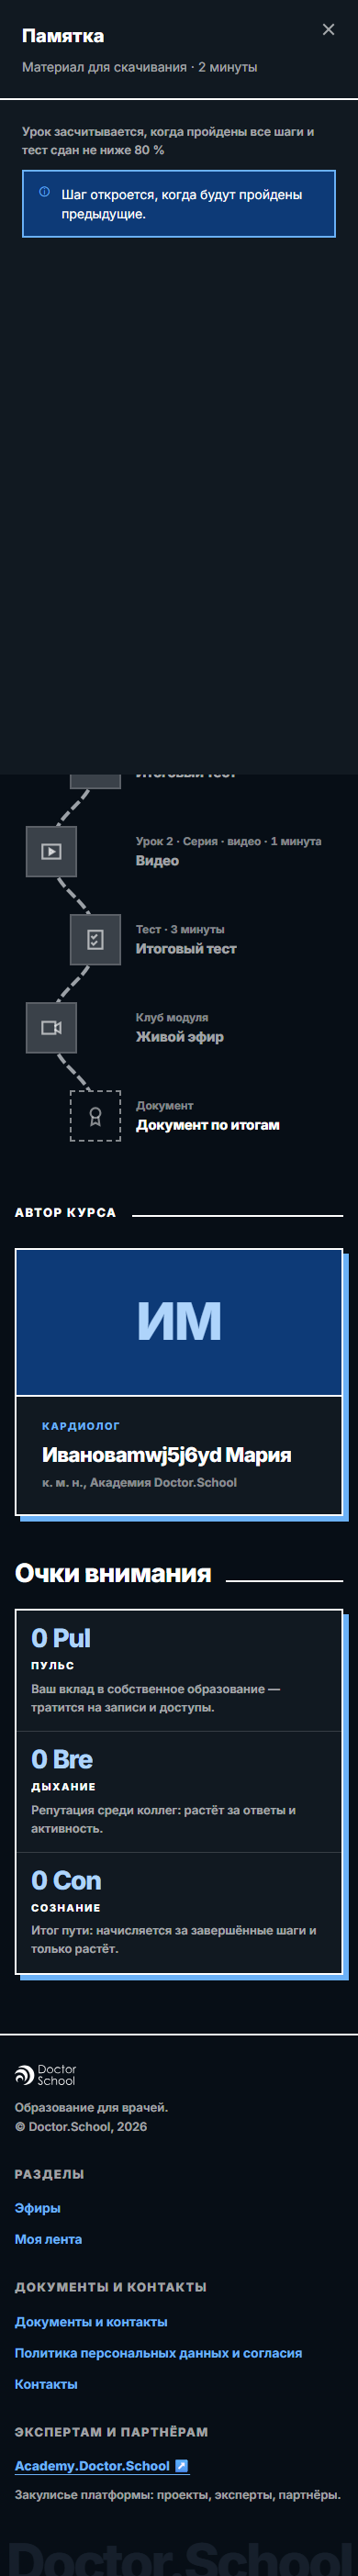 Памятка
Материал для скачивания · 2 минуты
Урок засчитывается, когда пройдены все шаги и
тест сдан не ниже 80 %
Шаг откроется, когда будут пройдены
предыдущие.
Урок 2 · Серия · видео · 1 минута
Видео
Тест · 3 минуты
Итоговый тест
Клуб модуля
Живой эфир
Документ
Документ по итогам
АВТОР КУРСА
ИМ
КАРДИОЛОГ
Ивановаmwj5j6yd Мария
к. м. н., Академия Doctor.School
Очки внимания
0 Pul
ПУЛЬС
Ваш вклад в собственное образование —
тратится на записи и доступы.
0 Bre
ДЫХАНИЕ
Репутация среди коллег: растёт за ответы и
активность.
0 Con
СОЗНАНИЕ
Итог пути: начисляется за завершённые шаги и
только растёт.
Doctor
School
Образование для врачей.
© Doctor.School, 2026
РАЗДЕЛЫ
Эфиры
Моя лента
ДОКУМЕНТЫ И КОНТАКТЫ
Документы и контакты
Политика персональных данных и согласия
Контакты
ЭКСПЕРТАМ И ПАРТНЁРАМ
Academy.Doctor.School
Закулисье платформы: проекты, эксперты, партнёры.
Doctor.School